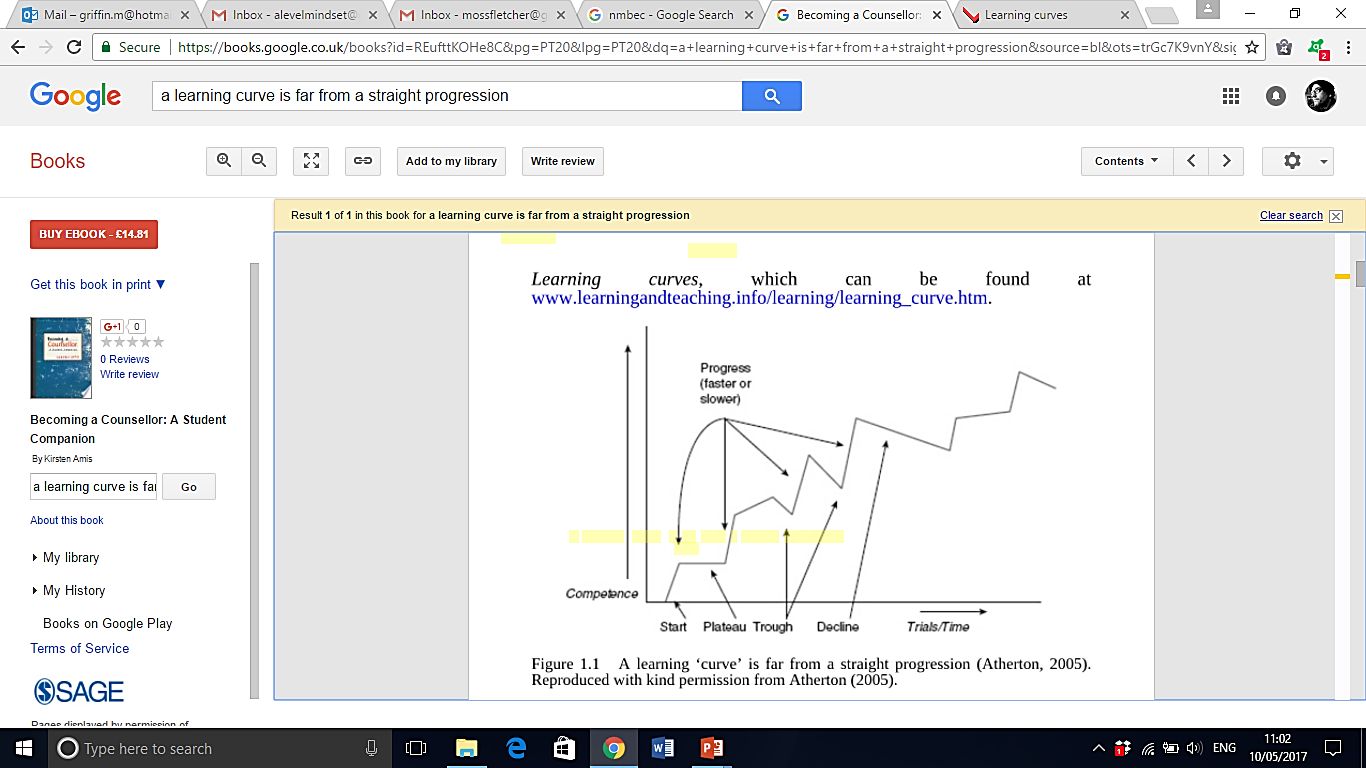 Mail – griffin.m@hotma
Inbox - alevelmindset@
Inbox - mossfletcher@g
nmbec - Google Search
Becoming a Counsellor:
Learning curves
Secure
https://books.google.co.uk/books?id=REufttKOHe8C&pg=PT20&lpg=PT20&dq=a+learning+curve+is+far+from+a+straight+progression&source=bl&ots=trGc7K9vnY&sig
2
Google
a learning curve is far from a straight progression
Books
Add to my library
Write review
Contents
Result 1 of 1 in this book for a learning curve is far from a straight progression
Clear search
BUY EBOOK - £14.81
Get this book in print ▼
G+1
0
0 Reviews
Write review
Becoming a Counsellor: A Student
Companion
By Kirsten Amis
a learning curve is fai
Go
About this book
My library
My History
Books on Google Play
Terms of Service
SAGE
Pages displayed by permission of
Learning curves, which can be found at
www.learningandteaching.info/learning/learning_curve.htm.
Progress
(faster or
slower)
Competence
Start
Plateau
Trough
Decline
Trials/Time
Figure 1.1 A learning ‘curve’ is far from a straight progression (Atherton, 2005).
Reproduced with kind permission from Atherton (2005).
Type here to search
ENG
11:02
10/05/2017